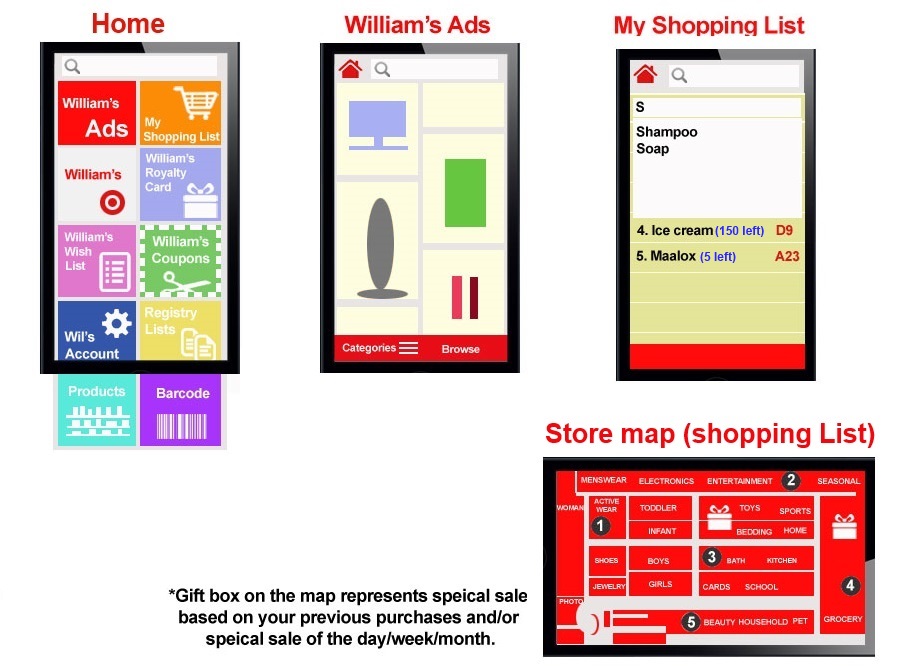 Home
William's
Ads
My
Shopping List
William's
William's
Royalty
Card
William's
Wish
List
William's
Coupons
Wil's
Account
Registry
Lists
Products
Barcode
William's Ads
Categories
Browse
My Shopping List
S
Shampoo
Soap
4. Ice cream (150 left) D9
5. Maalox (5 left) A23
Store map (shopping List)
MENSWEAR ELECTRONICS ENTERTAINMENT 2 SEASONAL
WOMAN
ACTIVE
WEAR
1
TODDLER
INFANT
TOYS SPORTS
BEDDING HOME
SHOES
BOYS
3 BATH KITCHEN
JEWELRY
GIRLS
CARDS SCHOOL
4
PHOTO
5 BEAUTY HOUSEHOLD PET
GROCERY
*Gift box on the map represents speical sale
based on your previous purchases and/or
speical sale of the day/week/month.